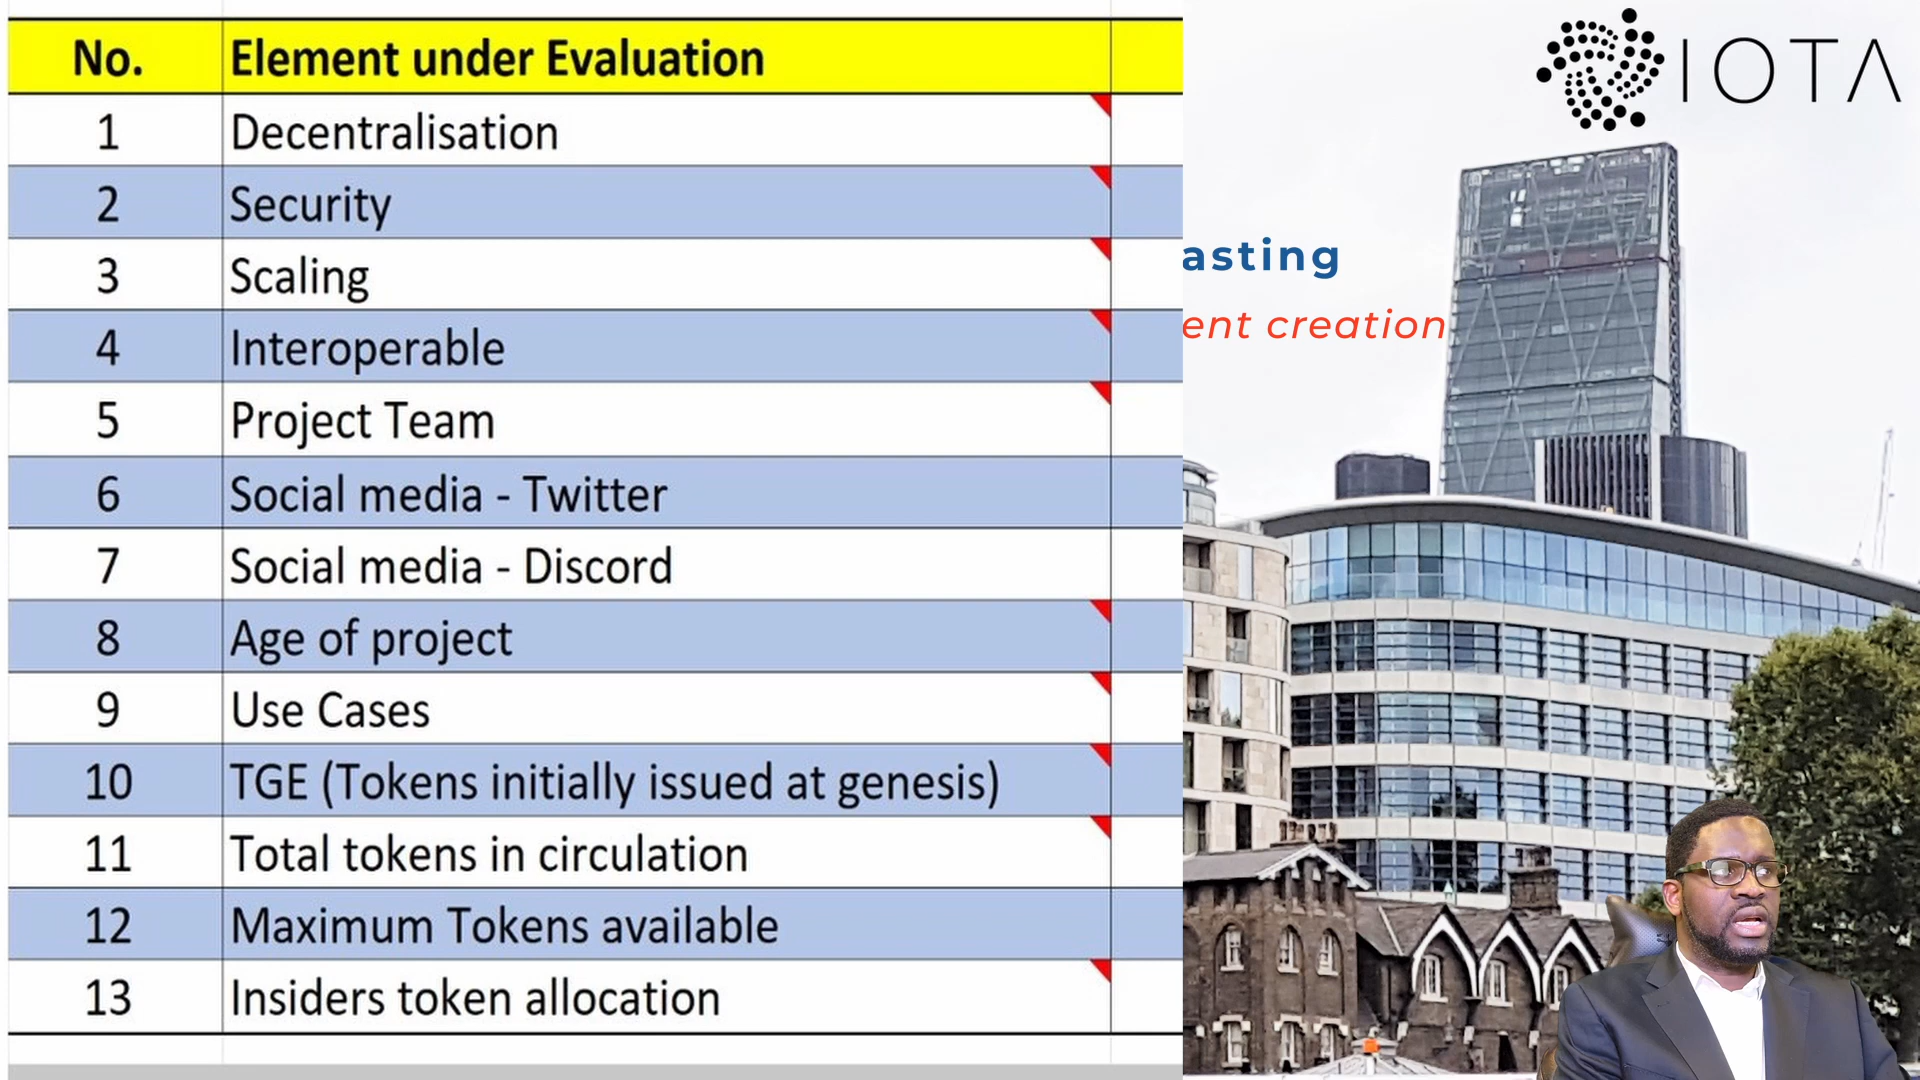 No. Element under Evaluation
1 Decentralisation
2 Security
3 Scaling
4 Interoperable
5 Project Team
6 Social media - Twitter
7 Social media - Discord
8 Age of project
9 Use Cases
10 TGE (Tokens initially issued at genesis)
11 Total tokens in circulation
12 Maximum Tokens available
13 Insiders token allocation
IOTA
asting
ent creation